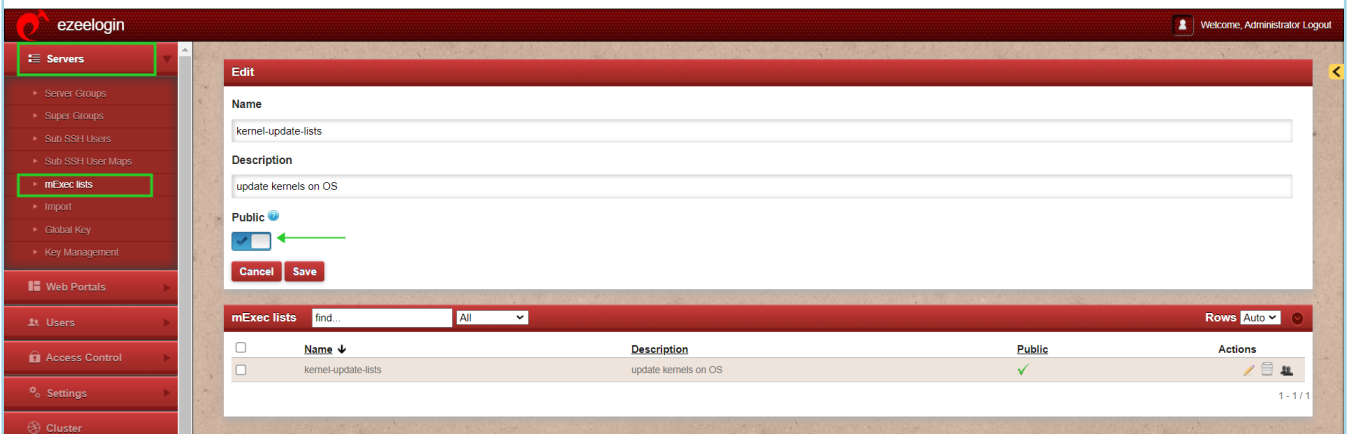 ezeelogin
Welcome, Administrator Logout
Servers
Server Groups
Super Groups
Sub SSH Users
Sub SSH User Maps
mExec lists
Import
Global Key
Key Management
Web Portals
Users
Access Control
Settings
Cluster
Edit
Name
kernel-update-lists
Description
update kernels on OS
Public ?
Cancel Save
mExec lists find... All Rows Auto
Name Description Public Actions
kernel-update-lists update kernels on OS
1 - 1 / 1